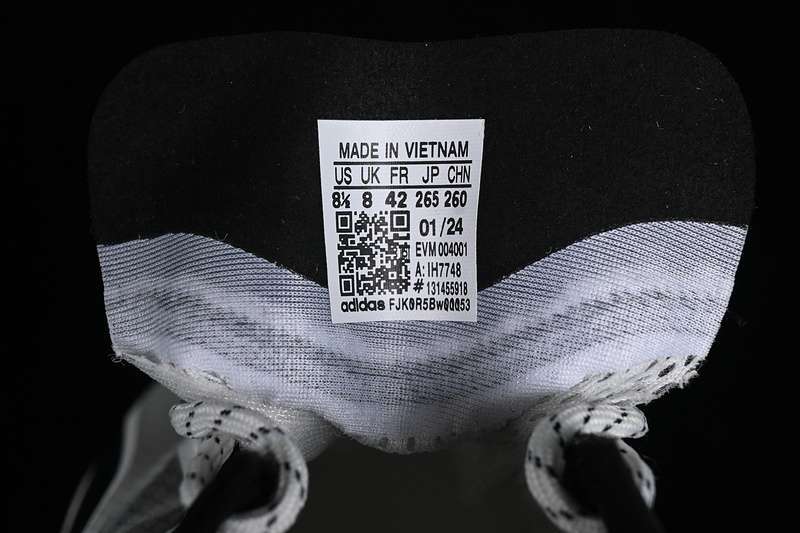 MADE IN VIETNAM
US UK FR JP CHN
8½ 8 42 265 260
01/24
EVM 004001
A: IH7748
# 131455918
adidas FJK0R5Bw00053